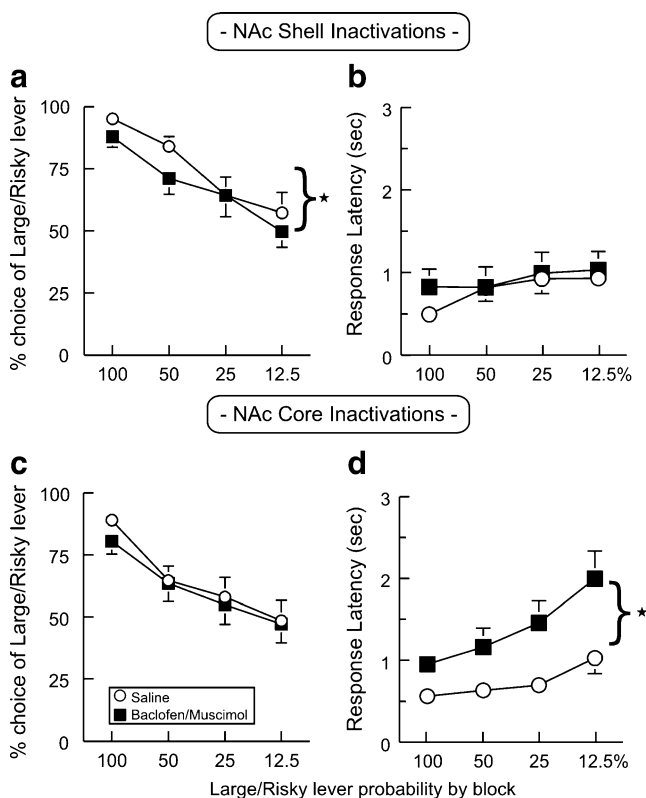 - NAc Shell Inactivations -
a
b
% choice of Large/Risky lever
100
75
50
25
0
100 50 25 12.5
★
Response Latency (sec)
3
2
1
0
100 50 25 12.5%
- NAc Core Inactivations -
c
d
% choice of Large/Risky lever
100
75
50
25
0
Saline
Baclofen/Muscimol
100 50 25 12.5
Response Latency (sec)
3
2
1
0
★
100 50 25 12.5%
Large/Risky lever probability by block